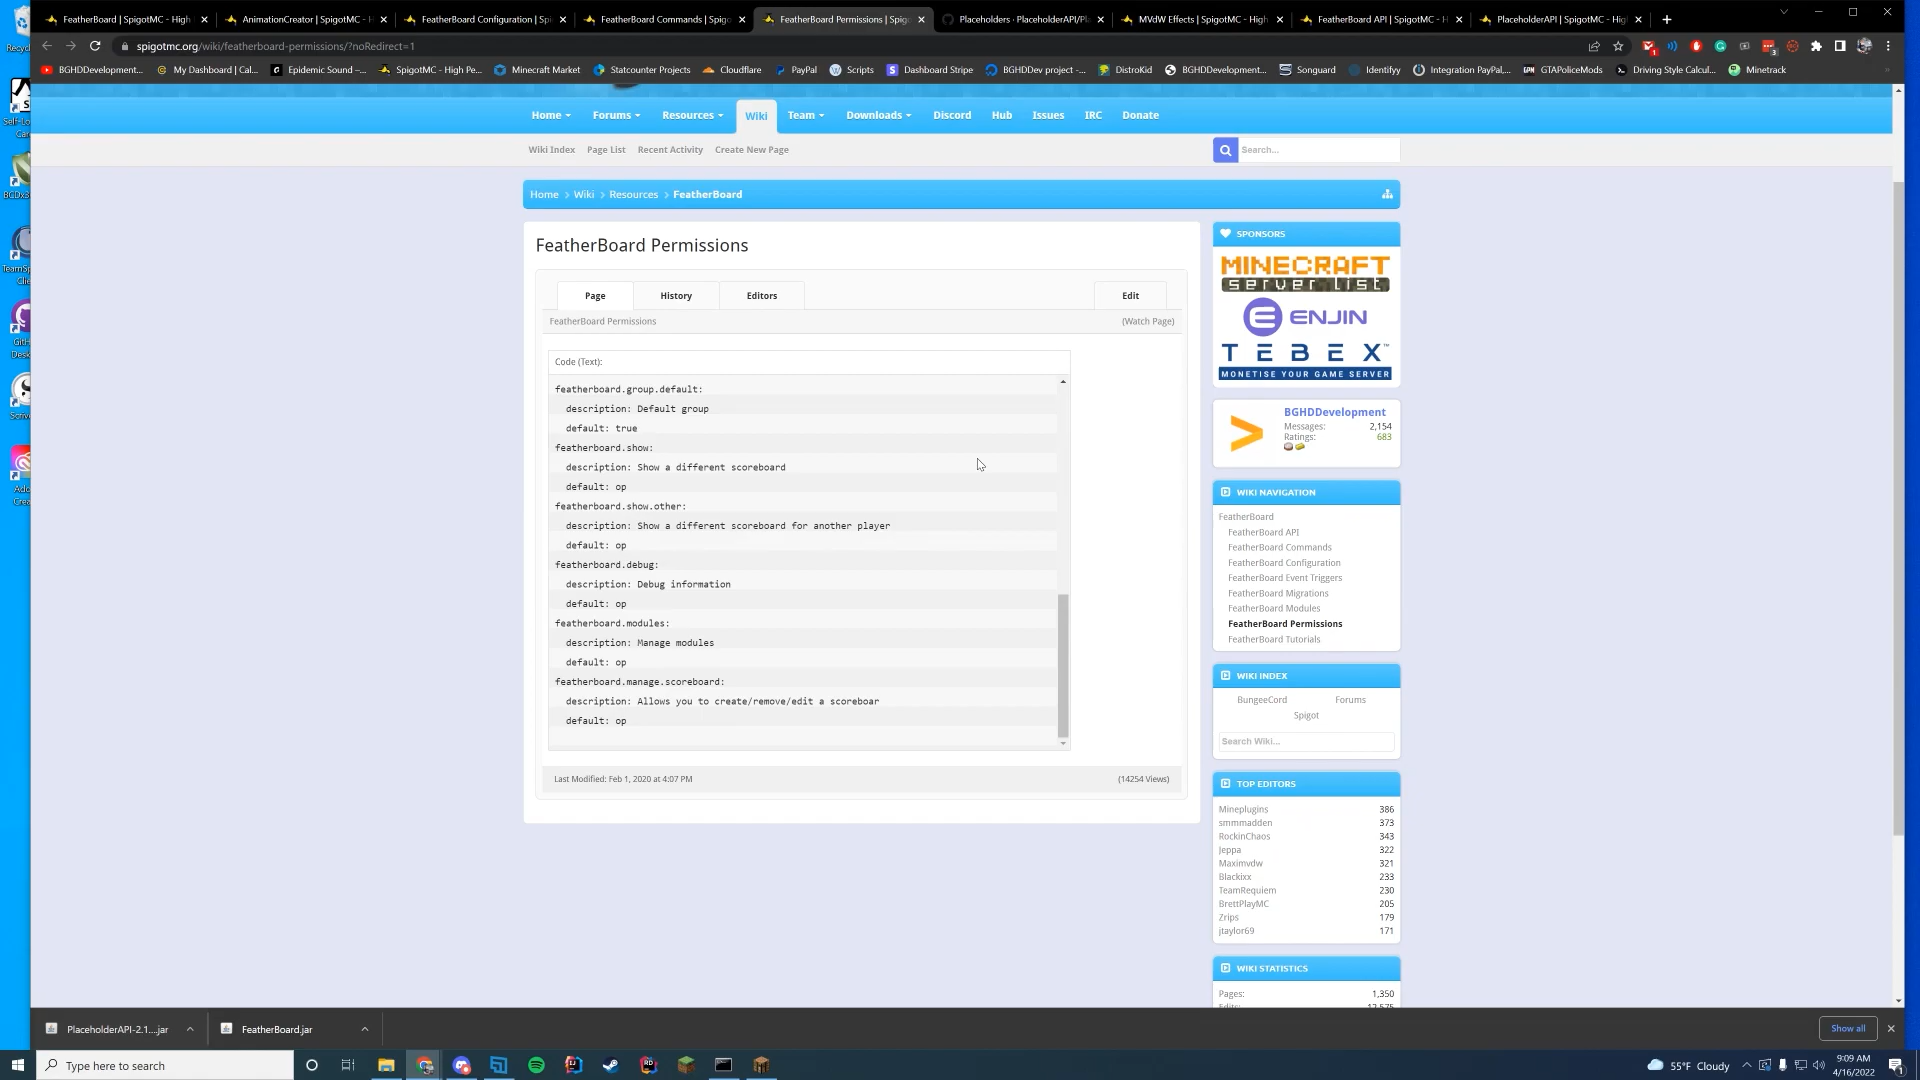 FeatherBoard | SpigotMC - High
AnimationCreator | SpigotMC - H
FeatherBoard Configuration | Sp
FeatherBoard Commands | Spigo
FeatherBoard Permissions | Spig
Placeholders · PlaceholderAPI/Pl
MVdW Effects | SpigotMC - High
FeatherBoard API | SpigotMC - H
PlaceholderAPI | SpigotMC - Hig
spigotmc.org/wiki/featherboard-permissions/?noRedirect=1
BGHDDevelopment...
My Dashboard | Cal...
Epidemic Sound –...
SpigotMC - High Pe...
Minecraft Market
Statcounter Projects
Cloudflare
PayPal
Scripts
Dashboard Stripe
BGHDDev project -...
DistroKid
BGHDDevelopment...
Songuard
Identifyy
Integration PayPal,...
GTAPoliceMods
Driving Style Calcul...
Minetrack
Home
Forums
Resources
Wiki
Team
Downloads
Discord
Hub
Issues
IRC
Donate
Wiki Index
Page List
Recent Activity
Create New Page
Search...
Home
Wiki
Resources
FeatherBoard
FeatherBoard Permissions
Page
History
Editors
Edit
FeatherBoard Permissions
(Watch Page)
Code (Text):
featherboard.group.default:
description: Default group
default: true
featherboard.show:
description: Show a different scoreboard
default: op
featherboard.show.other:
description: Show a different scoreboard for another player
default: op
featherboard.debug:
description: Debug information
default: op
featherboard.modules:
description: Manage modules
default: op
featherboard.manage.scoreboard:
description: Allows you to create/remove/edit a scoreboar
default: op
Last Modified: Feb 1, 2020 at 4:07 PM
(14254 Views)
SPONSORS
MINECRAFT
SERVER LIST
ENJIN
TEBEX™
MONETISE YOUR GAME SERVER
BGHDDevelopment
Messages: 2,154
Ratings: 683
WIKI NAVIGATION
FeatherBoard
FeatherBoard API
FeatherBoard Commands
FeatherBoard Configuration
FeatherBoard Event Triggers
FeatherBoard Migrations
FeatherBoard Modules
FeatherBoard Permissions
FeatherBoard Tutorials
WIKI INDEX
BungeeCord
Forums
Spigot
Search Wiki...
TOP EDITORS
Mineplugins 386
smmmadden 373
RockinChaos 343
Jeppa 322
Maximvdw 321
Blackixx 233
TeamRequiem 230
BrettPlayMC 205
Zrips 179
jtaylor69 171
WIKI STATISTICS
Pages: 1,350
PlaceholderAPI-2.1....jar
FeatherBoard.jar
Show all
Type here to search
55°F Cloudy
9:09 AM
4/16/2022